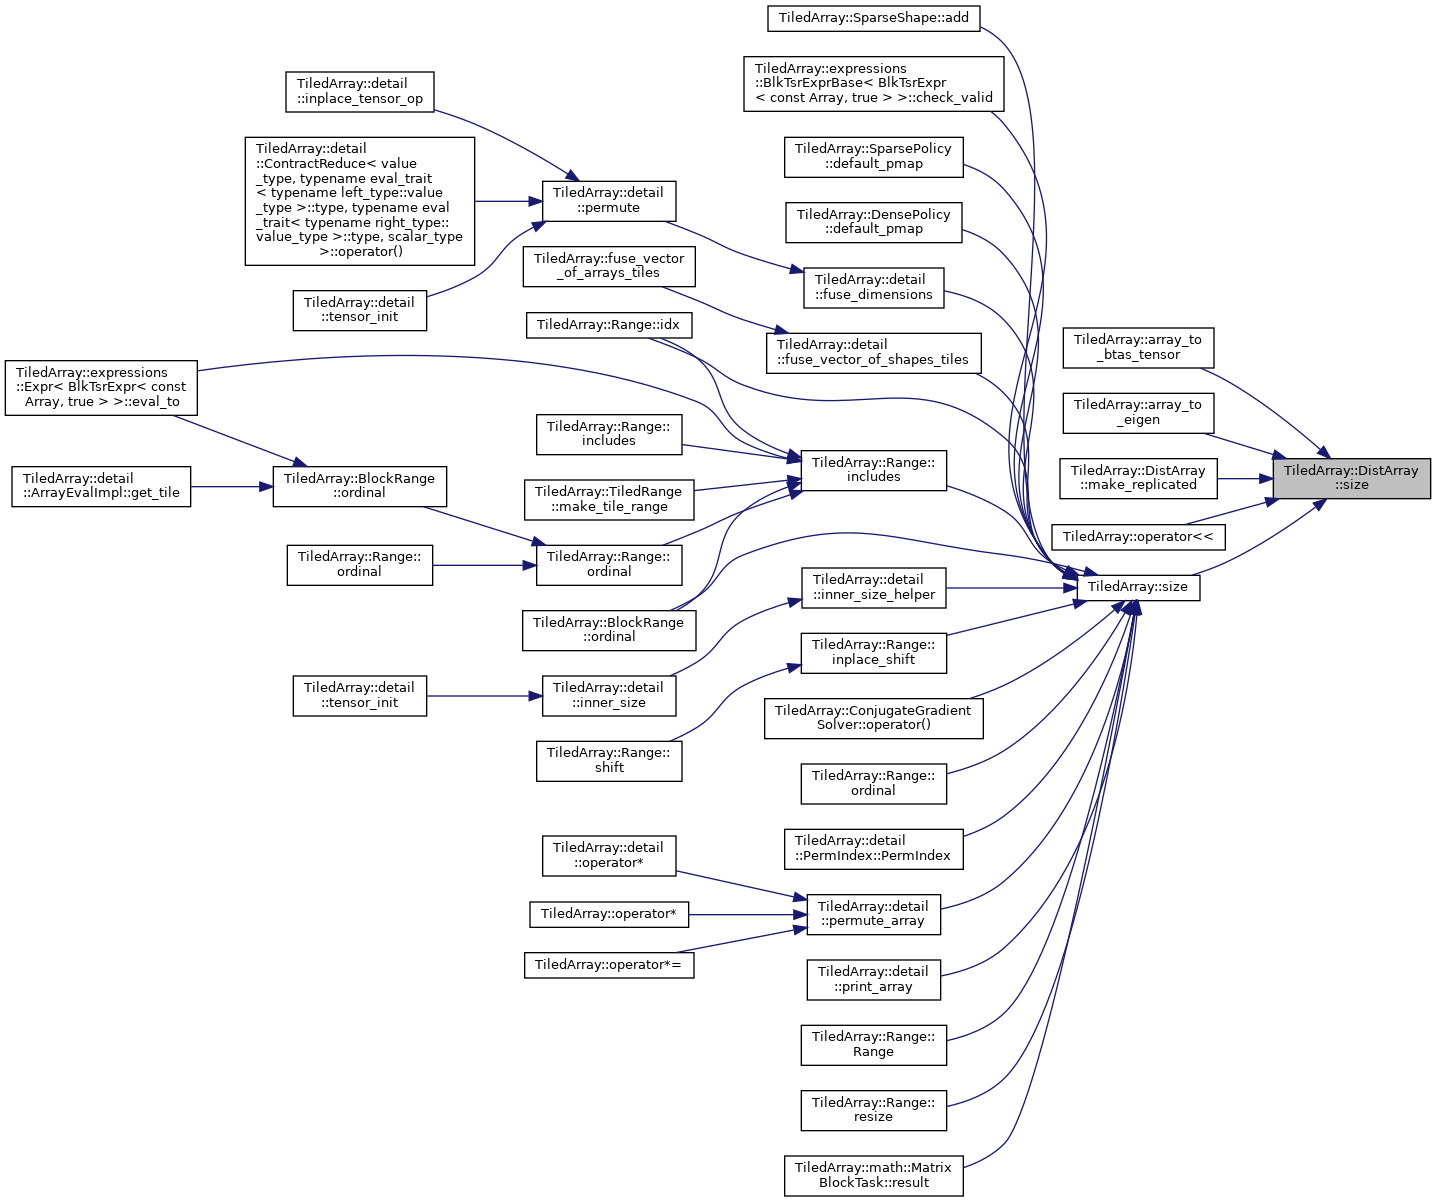 TiledArray::SparseShape::add
TiledArray::expressions
::BlkTsrExprBase< BlkTsrExpr
< const Array, true > >::check_valid
TiledArray::detail
::inplace_tensor_op
TiledArray::detail
::ContractReduce< value
_type, typename eval_trait
< typename left_type::value
_type >::type, typename eval
_trait< typename right_type::
value_type >::type, scalar_type
>::operator()
TiledArray::SparsePolicy
::default_pmap
TiledArray::detail
::permute
TiledArray::DensePolicy
::default_pmap
TiledArray::fuse_vector
_of_arrays_tiles
TiledArray::detail
::fuse_dimensions
TiledArray::detail
::tensor_init
TiledArray::Range::idx
TiledArray::detail
::fuse_vector_of_shapes_tiles
TiledArray::array_to
_btas_tensor
TiledArray::expressions
::Expr< BlkTsrExpr< const
Array, true > >::eval_to
TiledArray::array_to
_eigen
TiledArray::Range::
includes
TiledArray::Range::
includes
TiledArray::DistArray
::make_replicated
TiledArray::DistArray
::size
TiledArray::detail
::ArrayEvalImpl::get_tile
TiledArray::BlockRange
::ordinal
TiledArray::TiledRange
::make_tile_range
TiledArray::operator<<
TiledArray::Range::
ordinal
TiledArray::Range::
ordinal
TiledArray::size
TiledArray::detail
::inner_size_helper
TiledArray::BlockRange
::ordinal
TiledArray::Range::
inplace_shift
TiledArray::detail
::tensor_init
TiledArray::detail
::inner_size
TiledArray::ConjugateGradient
Solver::operator()
TiledArray::Range::
shift
TiledArray::Range::
ordinal
TiledArray::detail
::PermIndex::PermIndex
TiledArray::detail
::operator*
TiledArray::operator*
TiledArray::detail
::permute_array
TiledArray::operator*=
TiledArray::detail
::print_array
TiledArray::Range::
Range
TiledArray::Range::
resize
TiledArray::math::Matrix
BlockTask::result